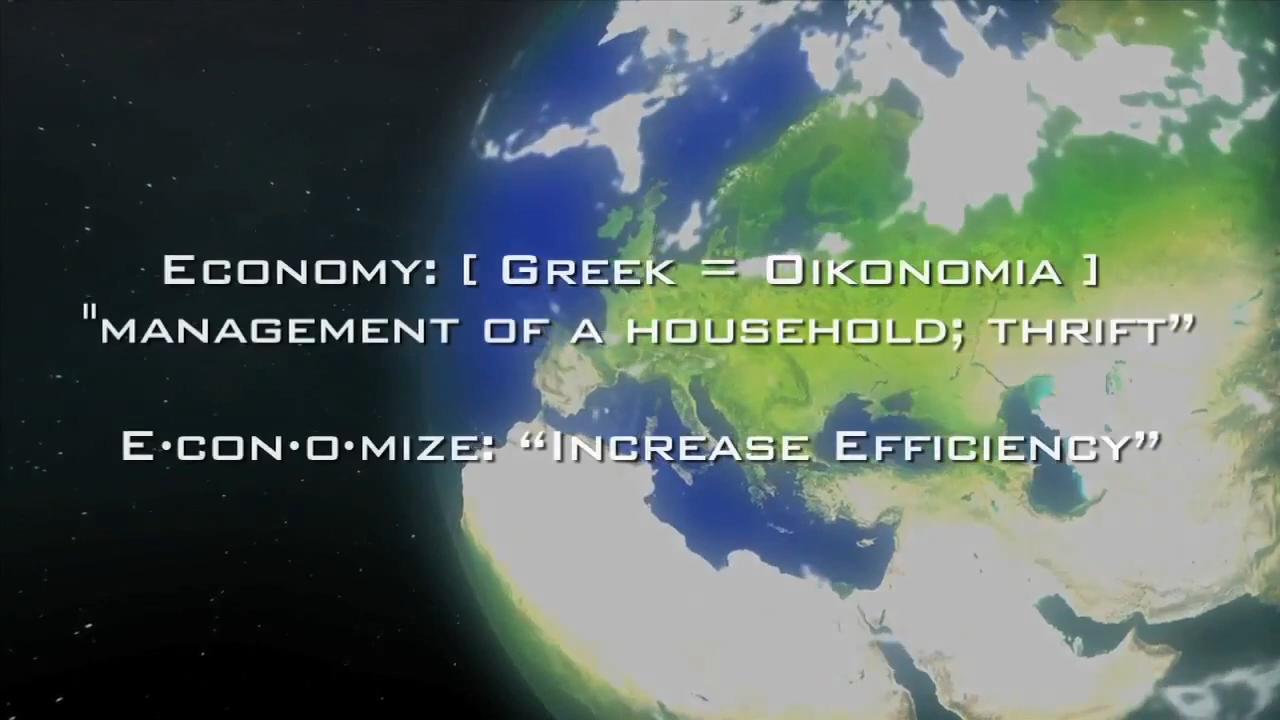 Economy: [ Greek = Oikonomia ]
"management of a household; thrift”
E·con·o·mize: “Increase Efficiency”